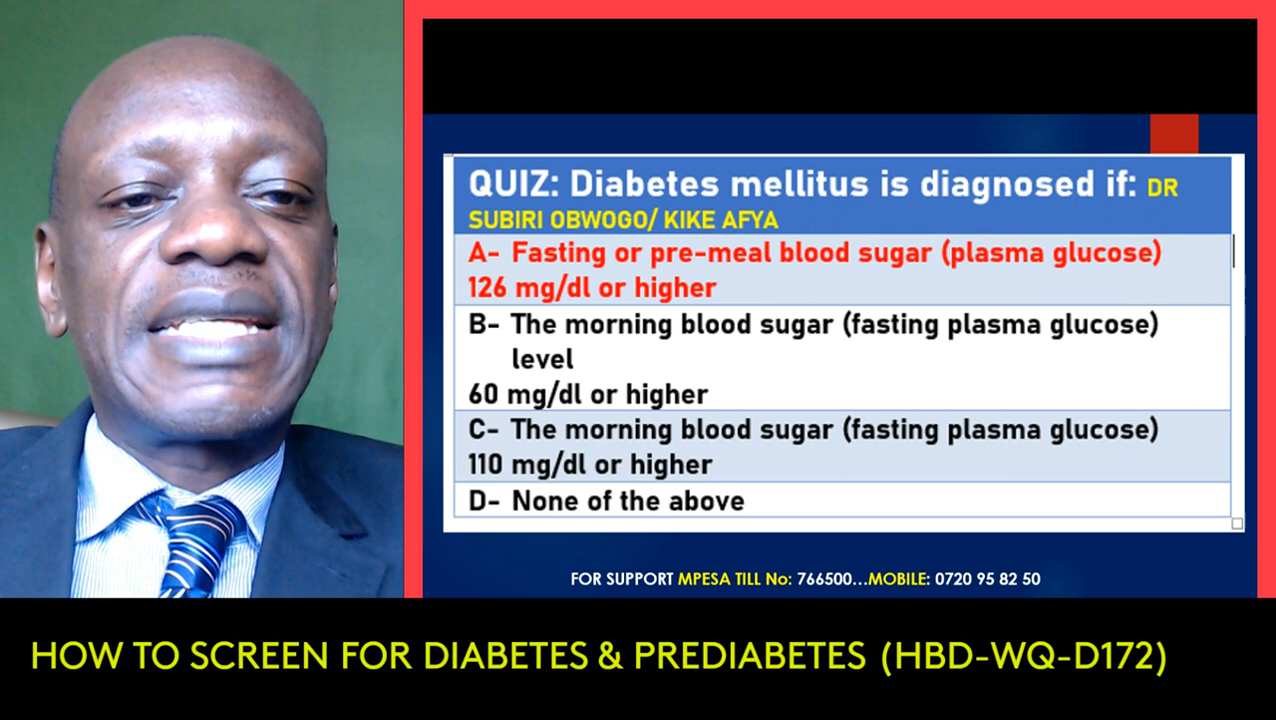 QUIZ: Diabetes mellitus is diagnosed if: DR
SUBIRI OBWOGO/ KIKE AFYA
A- Fasting or pre-meal blood sugar (plasma glucose)
126 mg/dl or higher
B- The morning blood sugar (fasting plasma glucose)
level
60 mg/dl or higher
C- The morning blood sugar (fasting plasma glucose)
110 mg/dl or higher
D- None of the above
FOR SUPPORT MPESA TILL No: 766500...MOBILE: 0720 95 82 50
HOW TO SCREEN FOR DIABETES & PREDIABETES (HBD-WQ-D172)